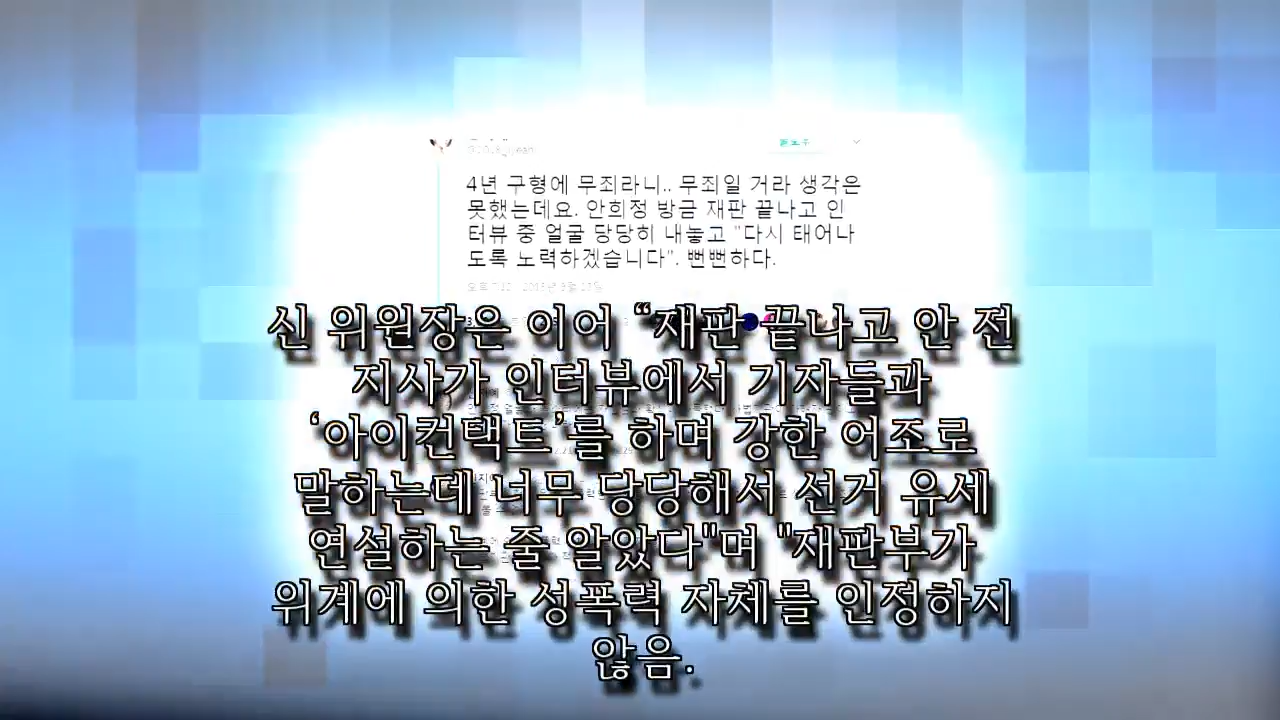 팔로우
4년 구형에 무죄라니.. 무죄일 거라 생각은
못했는데요. 안희정 방금 재판 끝나고 인
터뷰 중 얼굴 당당히 내놓고 "다시 태어나
도록 노력하겠습니다". 뻔뻔하다.
신 위원장은 이어 “재판 끝나고 안 전
지사가 인터뷰에서 기자들과
‘아이컨택트’를 하며 강한 어조로
말하는데 너무 당당해서 선거 유세
연설하는 줄 알았다"며 "재판부가
위계에 의한 성폭력 자체를 인정하지
않음.